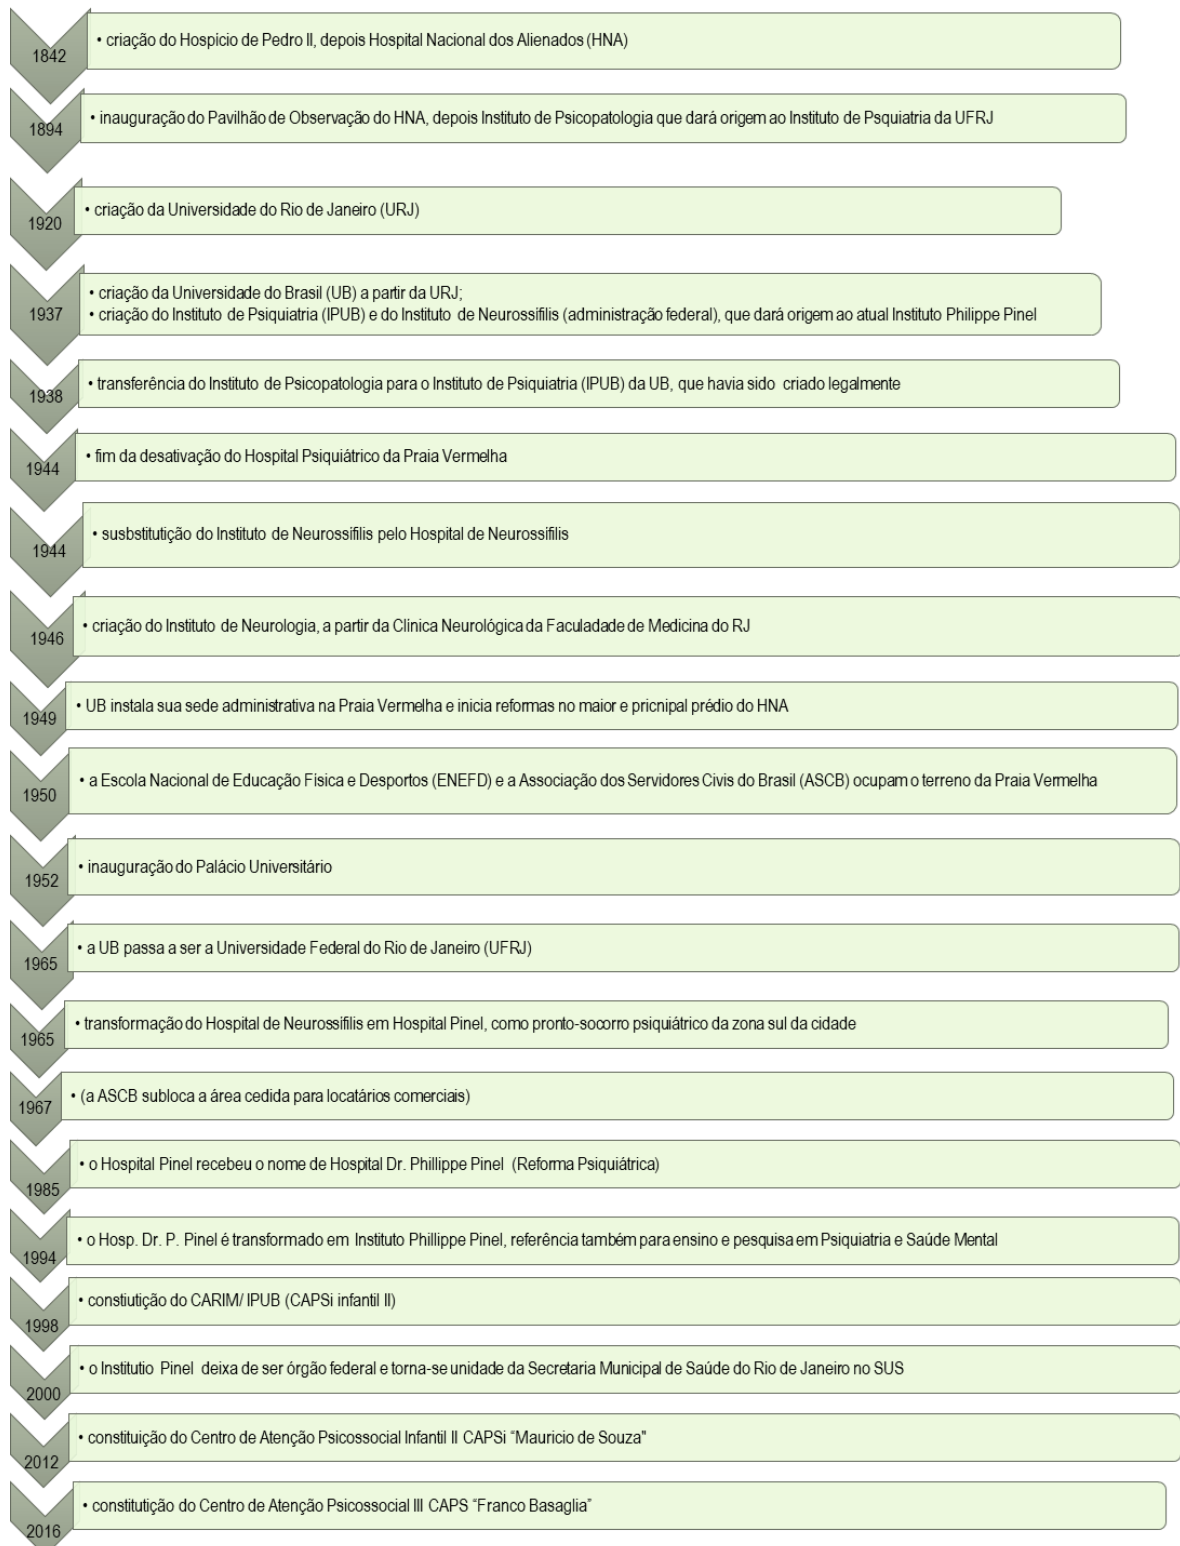 1842
• criação do Hospicio de Pedro II, depois Hospital Nacional dos Alienados (HNA)
1894
• inauguração do Pavilhão de Observação do HNA, depois Instituto de Psicopatologia que dará origem ao Instituto de Psquiatria da UFRJ
1920
• criação da Universidade do Rio de Janeiro (URJ)
1937
• criação da Universidade do Brasil (UB) a partir da URJ;
• criação do Instituto de Psiquiatria (IPUB) e do Instituto de Neurossífilis (administração federal), que dará origem ao atual Instituto Philippe Pinel
1938
• transferência do Instituto de Psicopatologia para o Instituto de Psiquiatria (IPUB) da UB, que havia sido criado legalmente
1944
• fim da desativação do Hospital Psiquiátrico da Praia Vermelha
1944
• susbstitutição do Instituto de Neurossífilis pelo Hospital de Neurossífilis
1946
• criação do Instituto de Neurologia, a partir da Clínica Neurológica da Faculadade de Medicina do RJ
1949
• UB instala sua sede administrativa na Praia Vermelha e inicia reformas no maior e pricnipal prédio do HNA
1950
• a Escola Nacional de Educação Física e Desportos (ENEFD) e a Associação dos Servidores Civis do Brasil (ASCB) ocupam o terreno da Praia Vermelha
1952
• inauguração do Palácio Universitário
1965
• a UB passa a ser a Universidade Federal do Rio de Janeiro (UFRJ)
1965
• transformação do Hospital de Neurossífilis em Hospital Pinel, como pronto-socorro psiquiátrico da zona sul da cidade
1967
• (a ASCB subloca a área cedida para locatários comerciais)
1985
• o Hospital Pinel recebeu o nome de Hospital Dr. Phillippe Pinel (Reforma Psiquiátrica)
1994
• o Hosp. Dr. P. Pinel é transformado em Instituto Phillippe Pinel, referência também para ensino e pesquisa em Psiquiatria e Saúde Mental
1998
• constiutição do CARIM/ IPUB (CAPSi infantil II)
2000
• o Institutio Pinel deixa de ser órgão federal e torna-se unidade da Secretaria Municipal de Saúde do Rio de Janeiro no SUS
2012
• constituição do Centro de Atenção Psicossocial Infantil II CAPSi “Mauricio de Souza"
2016
• constitutição do Centro de Atenção Psicossocial III CAPS “Franco Basaglia”